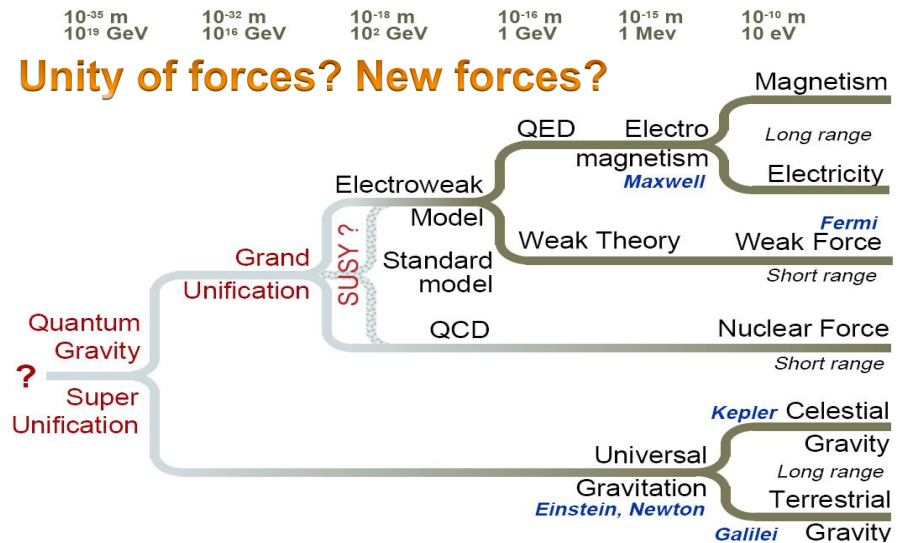 10⁻³⁵ m 10⁻³² m 10⁻¹⁸ m 10⁻¹⁶ m 10⁻¹⁵ m 10⁻¹⁰ m
10¹⁹ GeV 10¹⁶ GeV 10² GeV 1 GeV 1 Mev 10 eV
Unity of forces? New forces?
Magnetism
QED Electro
magnetism
Maxwell
Long range
Electricity
Electroweak
Model
Fermi
Weak Theory Weak Force
Short range
SUSY ?
Standard
model
Grand
Unification
QCD Nuclear Force
Short range
Quantum
Gravity
?
Super
Unification
Kepler Celestial
Gravity
Universal
Gravitation
Einstein, Newton
Long range
Terrestrial
Galilei Gravity